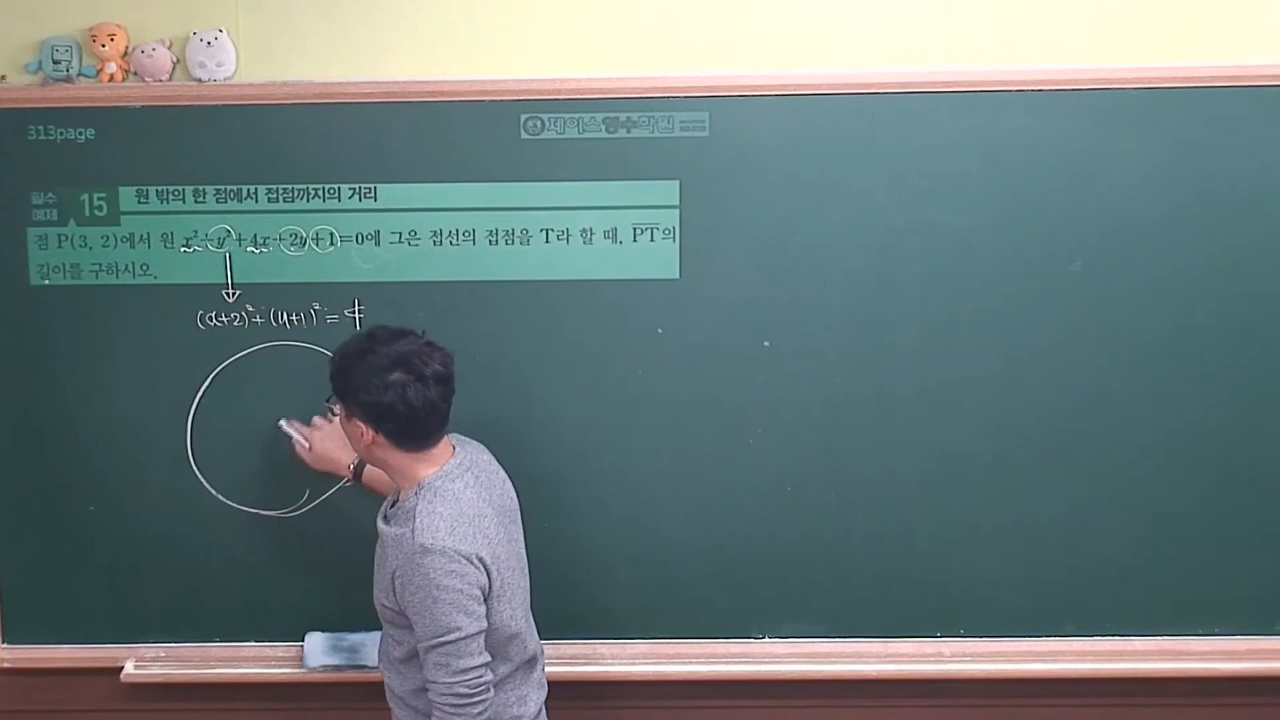 313page
제이스영수학원
필수 예제 15 원 밖의 한 점에서 접점까지의 거리
점 P(3, 2)에서 원 x²+y²+4x+2y+1=0에 그은 접선의 접점을 T라 할 때, P̅T̅의
길이를 구하시오.
(x+2)²+(y+1)²=4